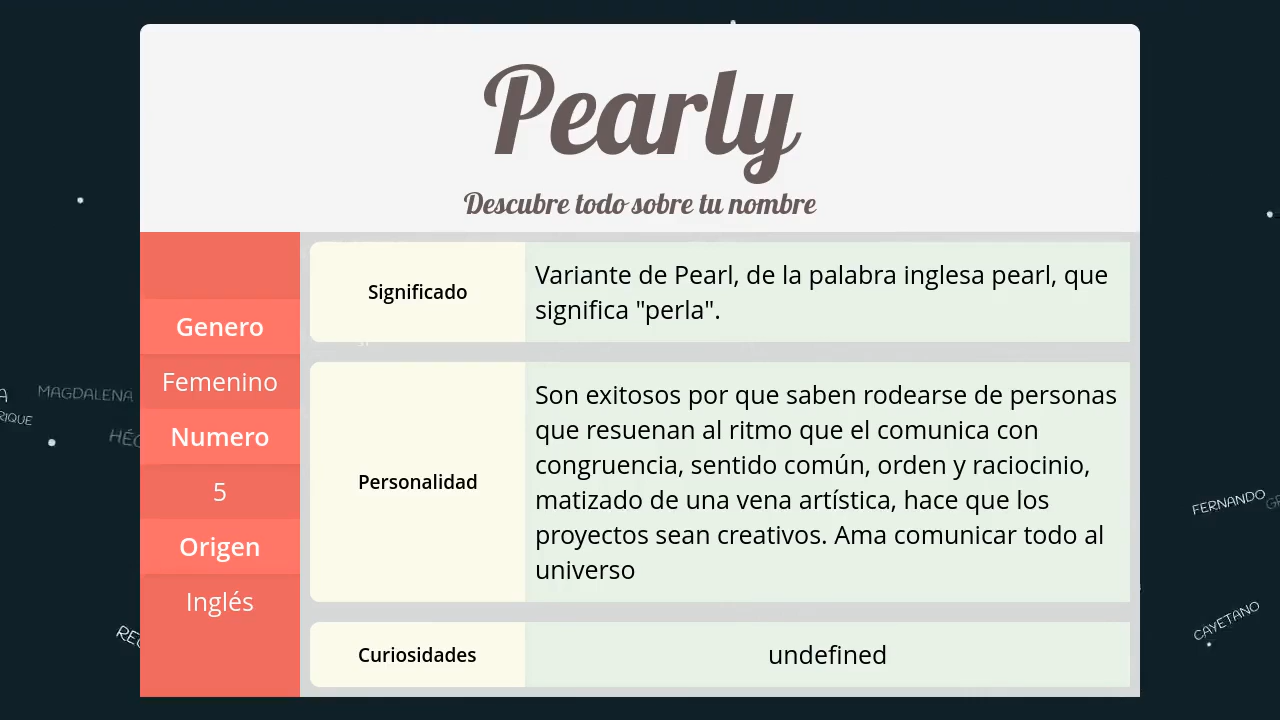 Pearly
Descubre todo sobre tu nombre
Genero
Femenino
Numero
5
Origen
Inglés
Significado
Variante de Pearl, de la palabra inglesa pearl, que
significa "perla".
Personalidad
Son exitosos por que saben rodearse de personas
que resuenan al ritmo que el comunica con
congruencia, sentido común, orden y raciocinio,
matizado de una vena artística, hace que los
proyectos sean creativos. Ama comunicar todo al
universo
Curiosidades
undefined
MAGDALENA
FERNANDO
CAYETANO